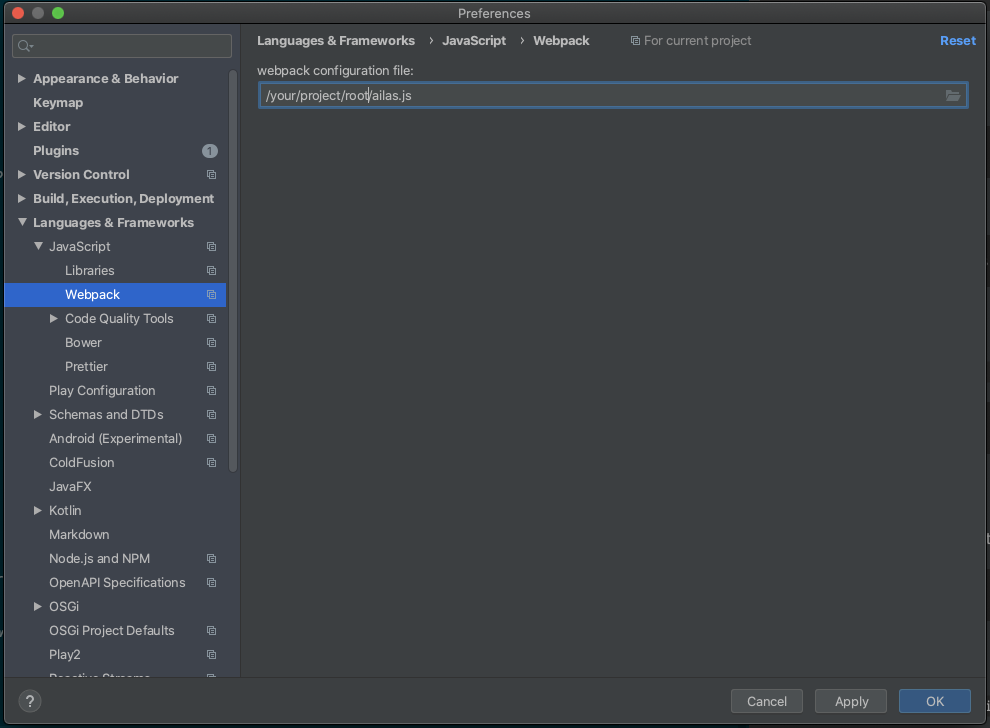 Preferences
Languages & Frameworks › JavaScript › Webpack For current project Reset
webpack configuration file:
/your/project/root/ailas.js
Appearance & Behavior
Keymap
Editor
Plugins 1
Version Control
Build, Execution, Deployment
Languages & Frameworks
JavaScript
Libraries
Webpack
Code Quality Tools
Bower
Prettier
Play Configuration
Schemas and DTDs
Android (Experimental)
ColdFusion
JavaFX
Kotlin
Markdown
Node.js and NPM
OpenAPI Specifications
OSGi
OSGi Project Defaults
Play2
? Cancel Apply OK